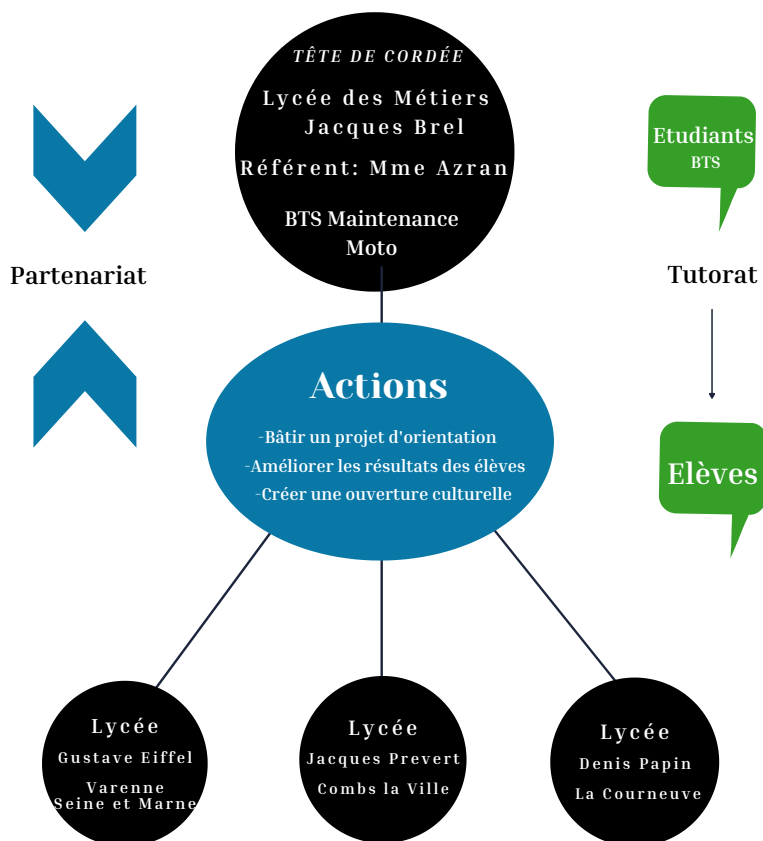 TÊTE DE CORDÉE
Lycée des Métiers
Jacques Brel
Référent: Mme Azran
BTS Maintenance
Moto
Etudiants
BTS
Partenariat
Tutorat
Actions
-Bâtir un projet d'orientation
-Améliorer les résultats des élèves
-Créer une ouverture culturelle
Elèves
Lycée
Gustave Eiffel
Varenne
Seine et Marne
Lycée
Jacques Prevert
Combs la Ville
Lycée
Denis Papin
La Courneuve